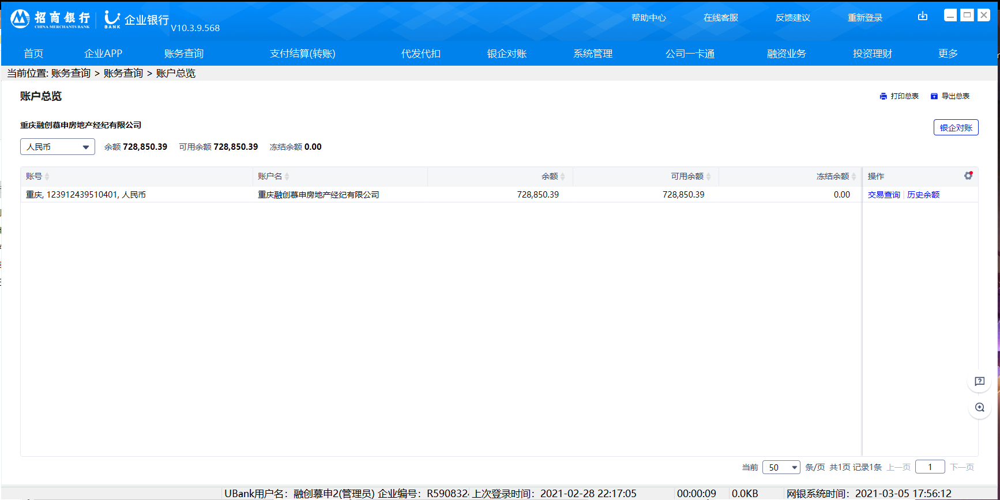 招商银行 企业银行 V10.3.9.568 帮助中心 在线客服 反馈建议 重新登录
CHINA MERCHANTS BANK BANK
首页 企业APP 账务查询 支付结算(转账) 代发代扣 银企对账 系统管理 公司一卡通 融资业务 投资理财 更多
当前位置: 账务查询 > 账务查询 > 账户总览
账户总览 打印总表 导出总表
重庆融创慕申房地产经纪有限公司 银企对账
人民币 余额 728,850.39 可用余额 728,850.39 冻结余额 0.00
账号 账户名 余额 可用余额 冻结余额 操作
重庆, 123912439510401, 人民币 重庆融创慕申房地产经纪有限公司 728,850.39 728,850.39 0.00 交易查询 历史余额
当前 50 条/页 共1页 记录1条 上一页 1 下一页
UBank用户名：融创慕申2(管理员) 企业编号：R590832 上次登录时间：2021-02-28 22:17:05 00:00:09 0.0KB 网银系统时间：2021-03-05 17:56:12